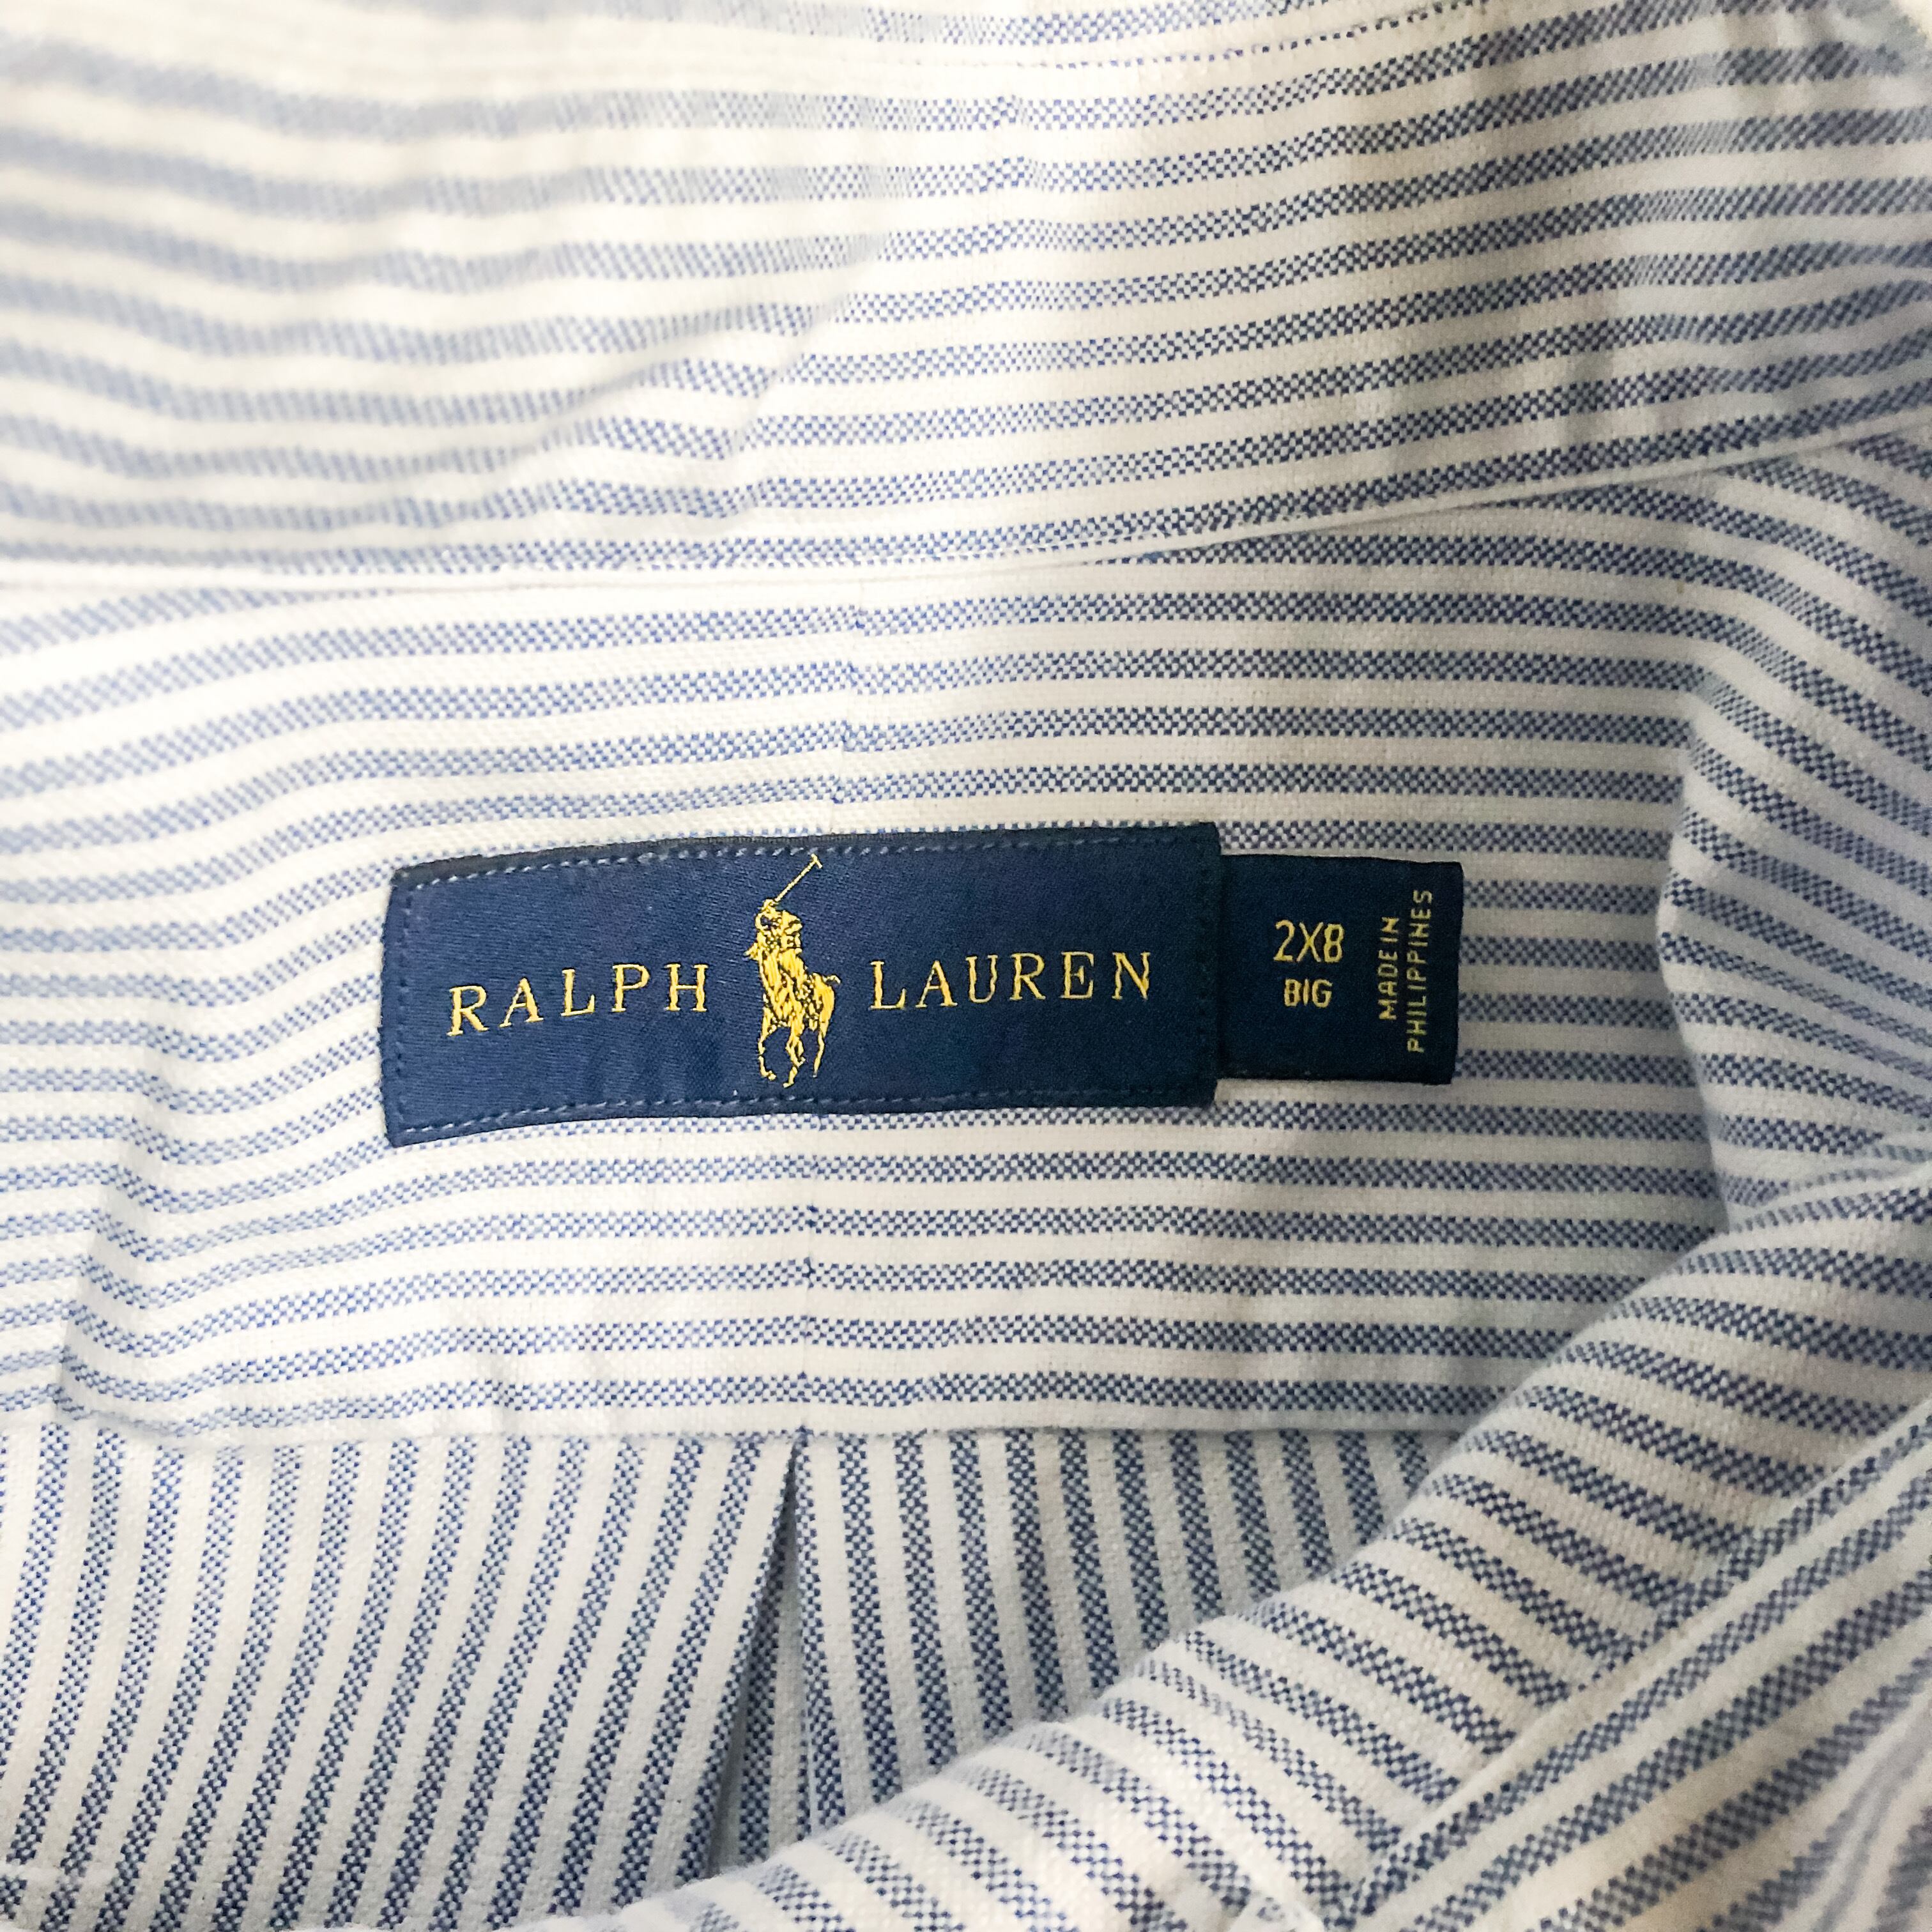 RALPH LAUREN
2XB
BIG
MADE IN
PHILIPPINES